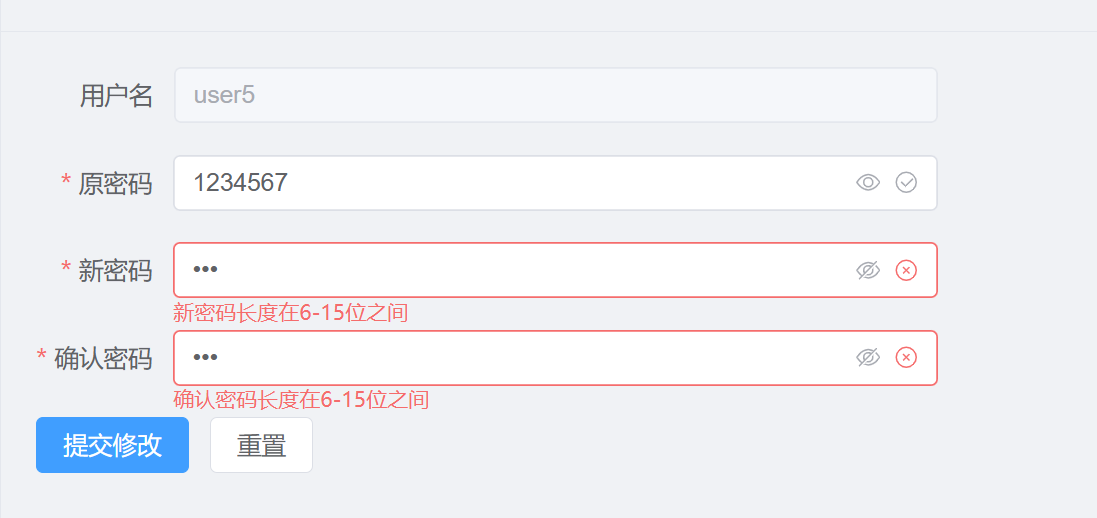 用户名 user5
* 原密码 1234567
* 新密码 •••
新密码长度在6-15位之间
* 确认密码 •••
确认密码长度在6-15位之间
提交修改 重置